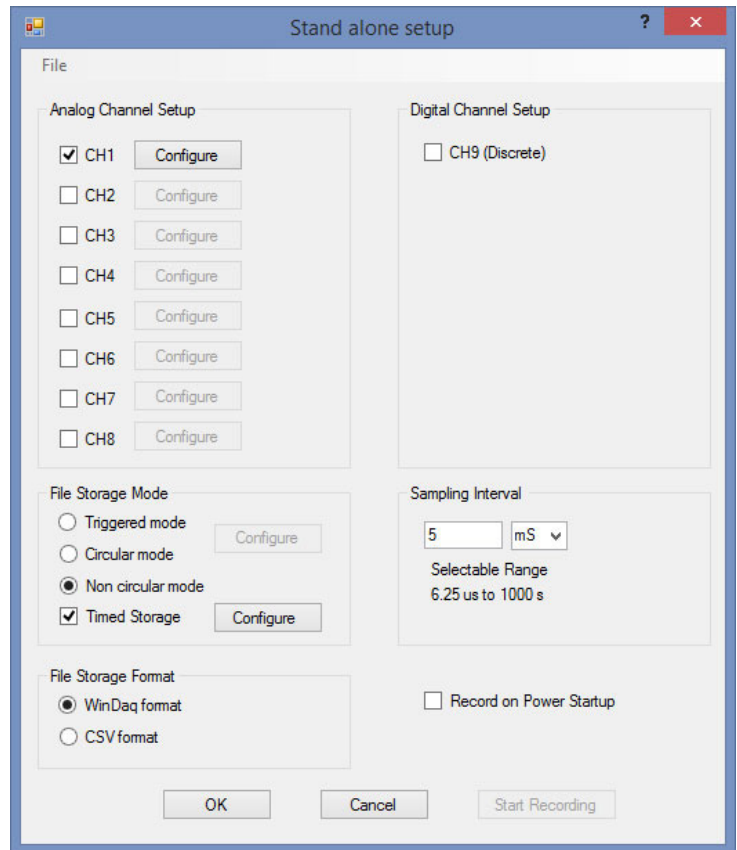 Stand alone setup ? ×
File
Analog Channel Setup
CH1 Configure
CH2 Configure
CH3 Configure
CH4 Configure
CH5 Configure
CH6 Configure
CH7 Configure
CH8 Configure
Digital Channel Setup
CH9 (Discrete)
File Storage Mode
Triggered mode
Configure
Circular mode
Non circular mode
Timed Storage Configure
Sampling Interval
5 mS
Selectable Range
6.25 us to 1000 s
File Storage Format
WinDaq format
CSV format
Record on Power Startup
OK Cancel Start Recording